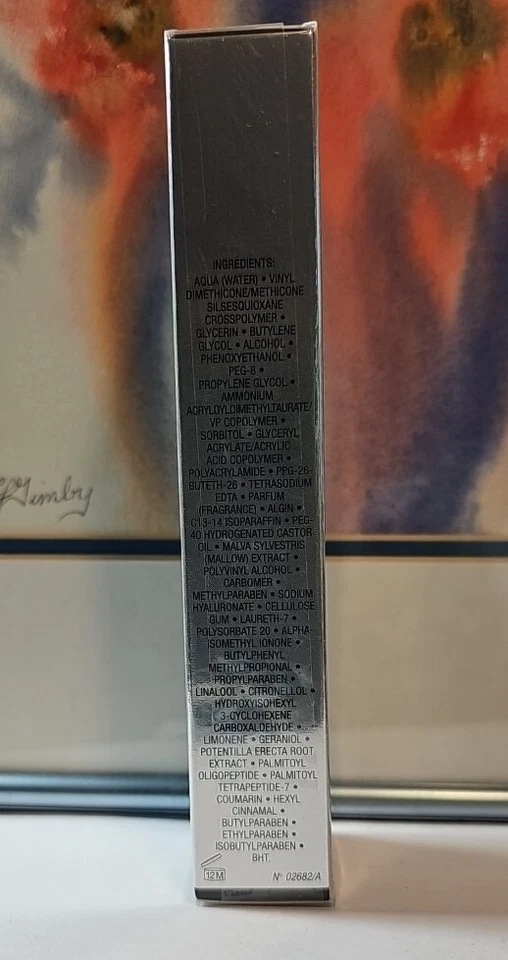 INGREDIENTS:
AQUA (WATER) • VINYL
DIMETHICONE/METHICONE
SILSESQUIOXANE
CROSSPOLYMER •
GLYCERIN • BUTYLENE
GLYCOL • ALCOHOL •
PHENOXYETHANOL •
PEG-8 •
PROPYLENE GLYCOL •
AMMONIUM
ACRYLOYLDIMETHYLTAURATE/
VP COPOLYMER •
SORBITOL • GLYCERYL
ACRYLATE/ACRYLIC
ACID COPOLYMER •
POLYACRYLAMIDE • PPG-26-
BUTETH-26 • TETRASODIUM
EDTA • PARFUM
(FRAGRANCE) • ALGIN •
C13-14 ISOPARAFFIN • PEG-
40 HYDROGENATED CASTOR
OIL • MALVA SYLVESTRIS
(MALLOW) EXTRACT •
POLYVINYL ALCOHOL •
CARBOMER •
METHYLPARABEN • SODIUM
HYALURONATE • CELLULOSE
GUM • LAURETH-7 •
POLYSORBATE 20 • ALPHA-
ISOMETHYL IONONE •
BUTYLPHENYL
METHYLPROPIONAL •
PROPYLPARABEN •
LINALOOL • CITRONELLOL •
HYDROXYISOHEXYL
3-CYCLOHEXENE
CARBOXALDEHYDE •
LIMONENE • GERANIOL •
POTENTILLA ERECTA ROOT
EXTRACT • PALMITOYL
OLIGOPEPTIDE • PALMITOYL
TETRAPEPTIDE-7 •
COUMARIN • HEXYL
CINNAMAL •
BUTYLPARABEN •
ETHYLPARABEN •
ISOBUTYLPARABEN •
BHT.
12M
N° 02682/A
Gimby